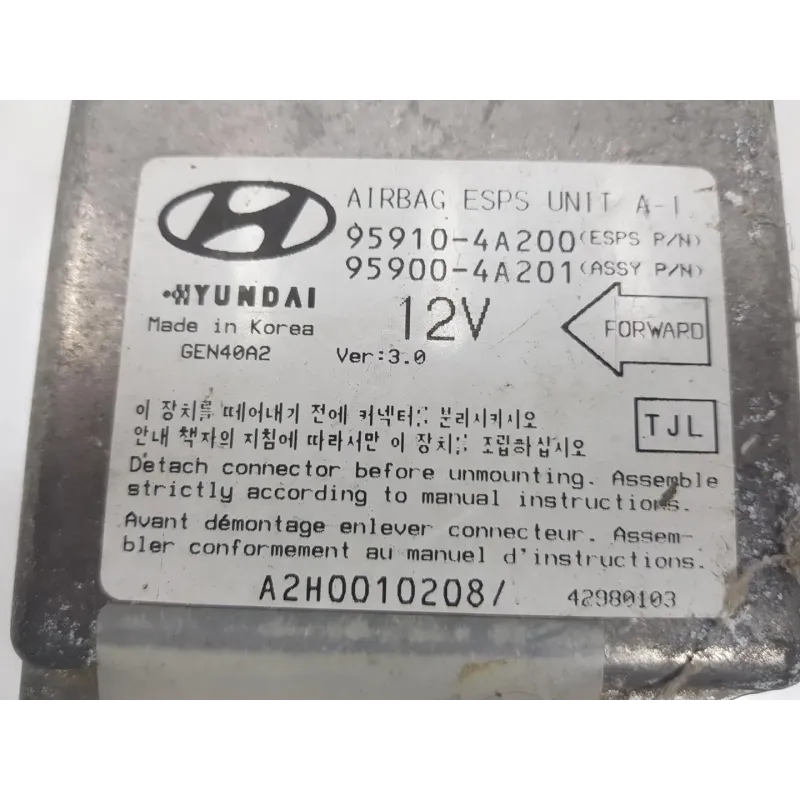 AIRBAG ESPS UNIT A-1
95910-4A200 (ESPS P/N)
95900-4A201 (ASSY P/N)
HYUNDAI
12V
FORWARD
Made in Korea
GEN40A2
Ver:3.0
이 장치를 떼어내기 전에 커넥터를 분리시키시오
안내 책자의 지침에 따라서만 이 장치를 조립하십시오
TJL
Detach connector before unmounting. Assemble
strictly according to manual instructions.
Avant démontage enlever connecteur. Assem-
bler conformement au manuel d'instructions.
A2H0010208/
42980103